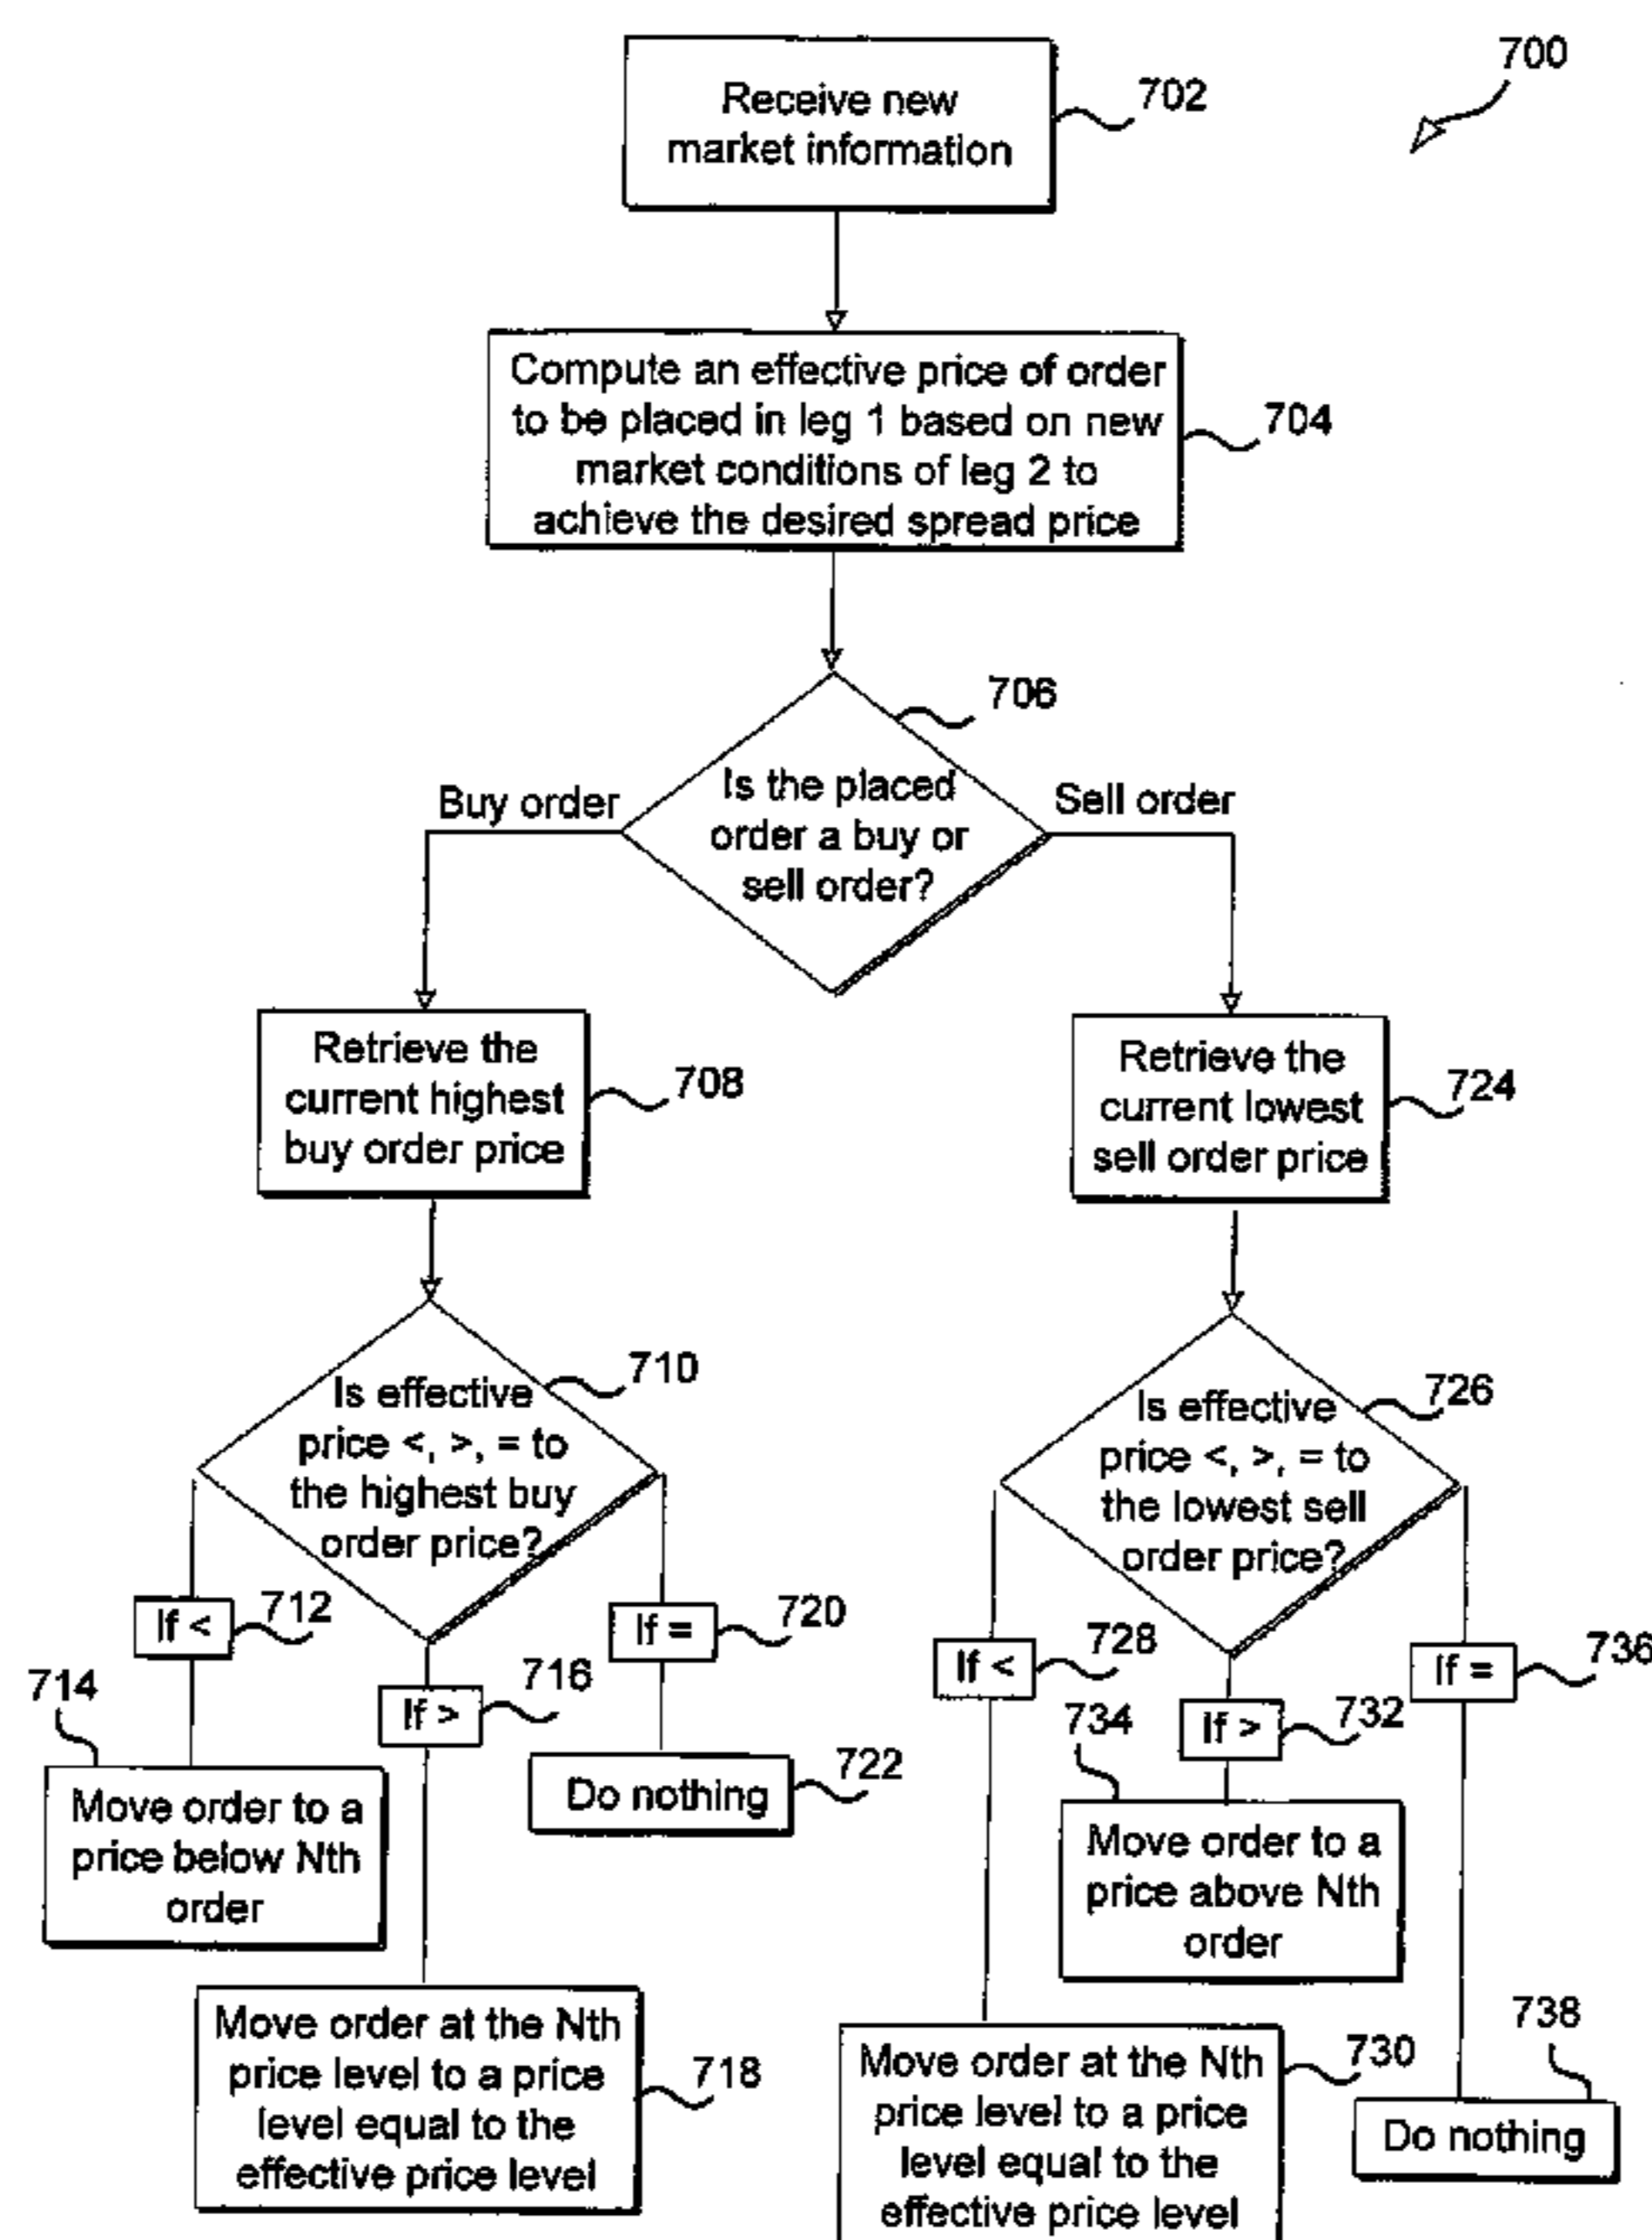 700
Receive new
market information
702
Compute an effective price of order
to be placed in leg 1 based on new
market conditions of leg 2 to
achieve the desired spread price
704
706
Is the placed
order a buy or
sell order?
Buy order
Sell order
Retrieve the
current highest
buy order price
708
Retrieve the
current lowest
sell order price
724
Is effective
price <, >, = to
the highest buy
order price?
710
Is effective
price <, >, = to
the lowest sell
order price?
726
If <
712
If >
716
If =
720
If <
728
If >
732
If =
736
714
Move order to a
price below Nth
order
Do nothing
722
734
Move order to a
price above Nth
order
Move order at the Nth
price level to a price
level equal to the
effective price level
718
Move order at the Nth
price level to a price
level equal to the
effective price level
730
738
Do nothing